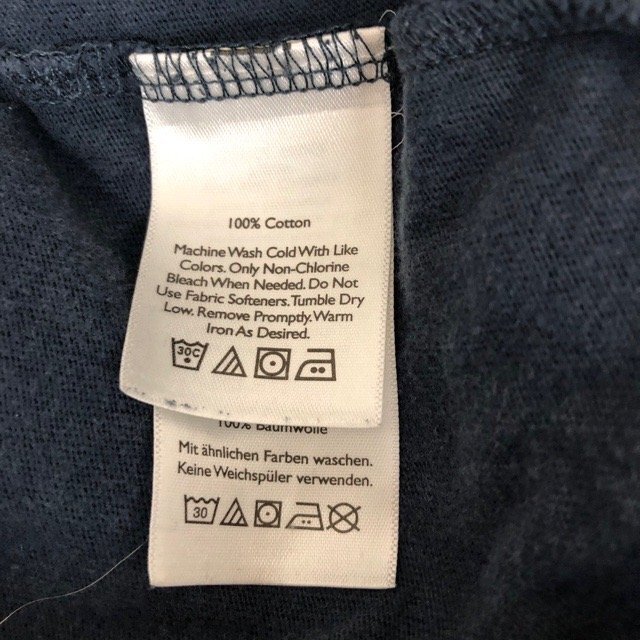 100% Cotton
Machine Wash Cold With Like
Colors. Only Non-Chlorine
Bleach When Needed. Do Not
Use Fabric Softeners. Tumble Dry
Low. Remove Promptly. Warm
Iron As Desired.
30C
100% Baumwolle
Mit ähnlichen Farben waschen.
Keine Weichspüler verwenden.
30